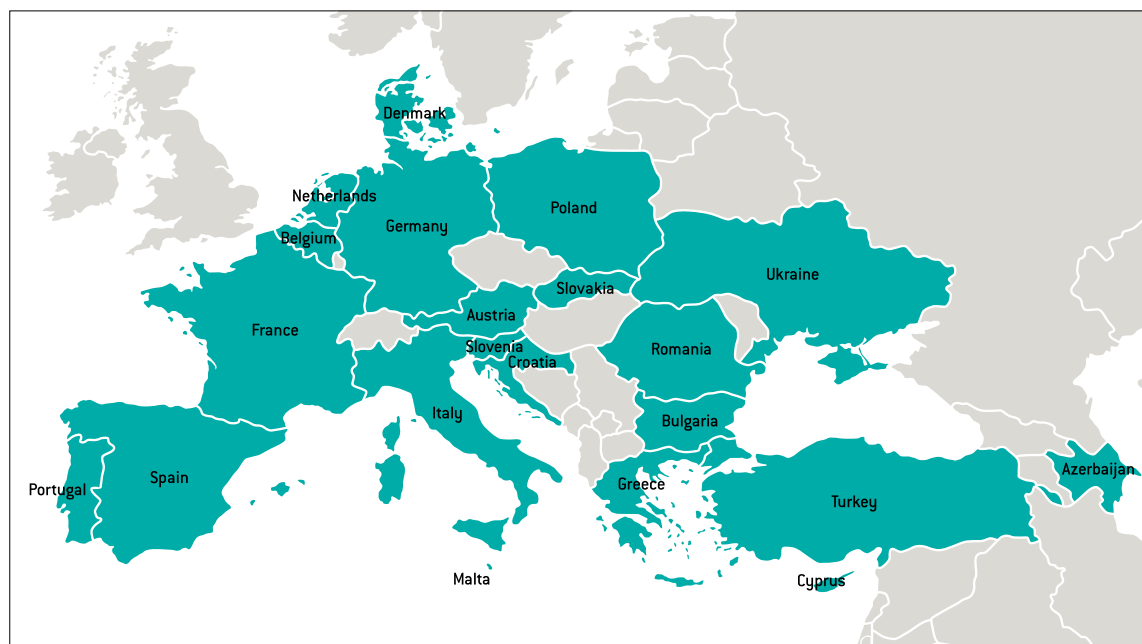 Denmark
Netherlands
Poland
Germany
Belgium
Ukraine
Slovakia
Austria
France
Slovenia
Romania
Croatia
Italy
Bulgaria
Azerbaijan
Spain
Greece
Portugal
Turkey
Malta
Cyprus